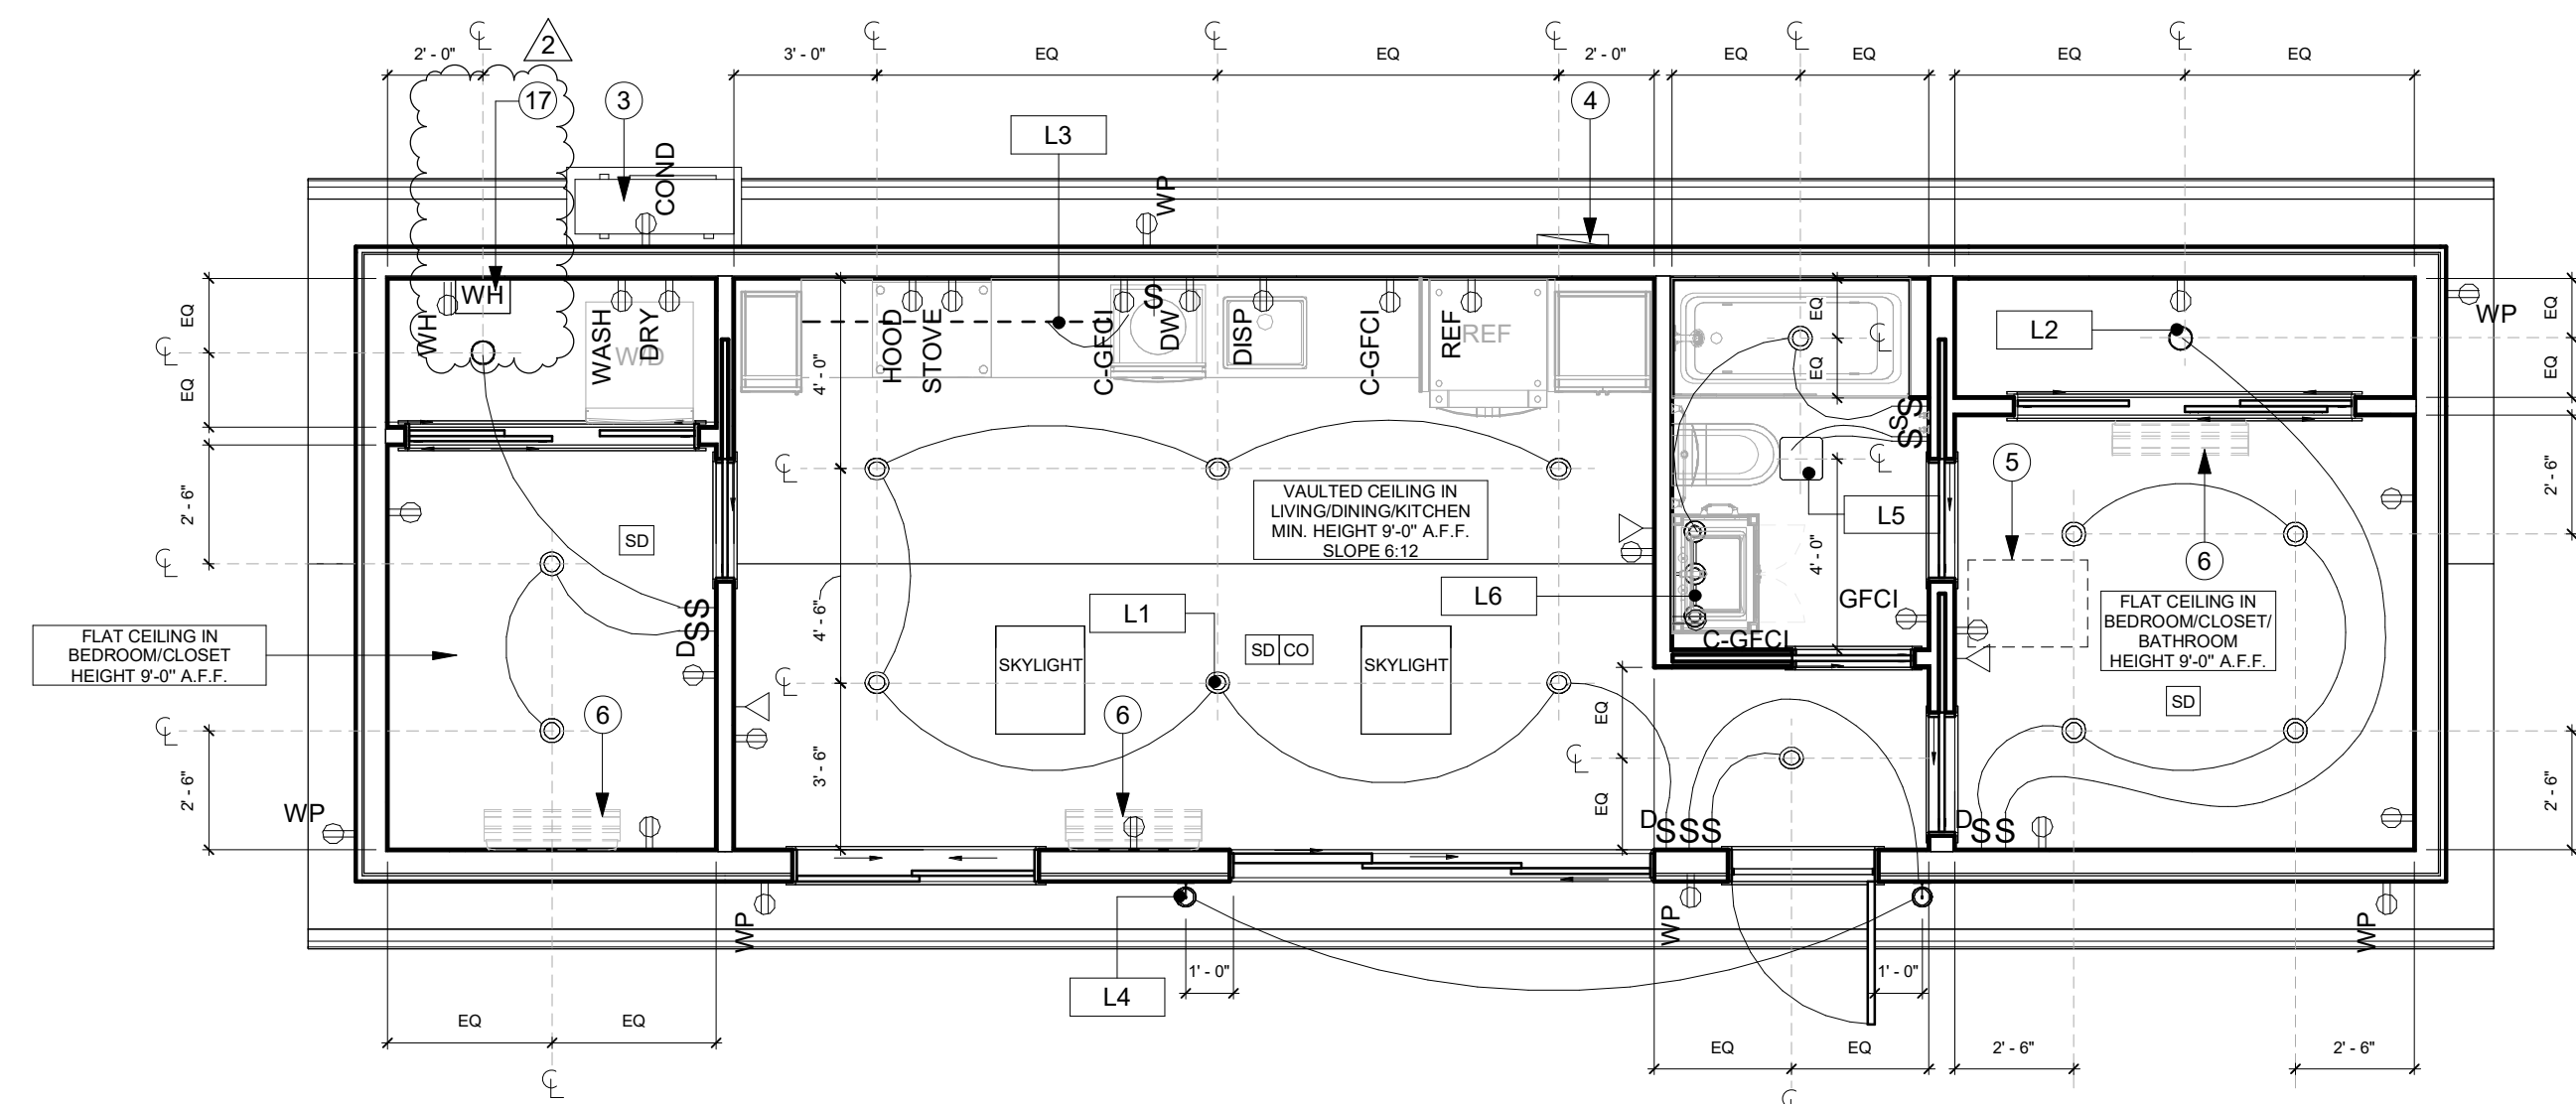 2' - 0"
2
3' - 0"
EQ
EQ
2' - 0"
EQ
EQ
EQ
EQ
17
3
L3
4
COND
WP
WH
WH
WASH
DRY
W/D
HOOD
STOVE
C-GFCI
S
DW
DISP
C-GFCI
REF
REF
EQ
EQ
L2
WP
EQ
EQ
EQ
EQ
4' - 0"
S
S
S
2' - 6"
SD
VAULTED CEILING IN
LIVING/DINING/KITCHEN
MIN. HEIGHT 9'-0" A.F.F.
SLOPE 6:12
L5
5
6
2' - 6"
4' - 0"
L6
GFCI
C-GFCI
FLAT CEILING IN
BEDROOM/CLOSET/
BATHROOM
HEIGHT 9'-0" A.F.F.
SD
FLAT CEILING IN
BEDROOM/CLOSET
HEIGHT 9'-0" A.F.F.
D
SS
4' - 6"
L1
SKYLIGHT
SD
CO
SKYLIGHT
6
6
2' - 6"
3' - 6"
EQ
EQ
2' - 6"
WP
D
SSS
D
SS
WP
WP
WP
L4
1' - 0"
1' - 0"
EQ
EQ
EQ
EQ
2' - 6"
2' - 6"